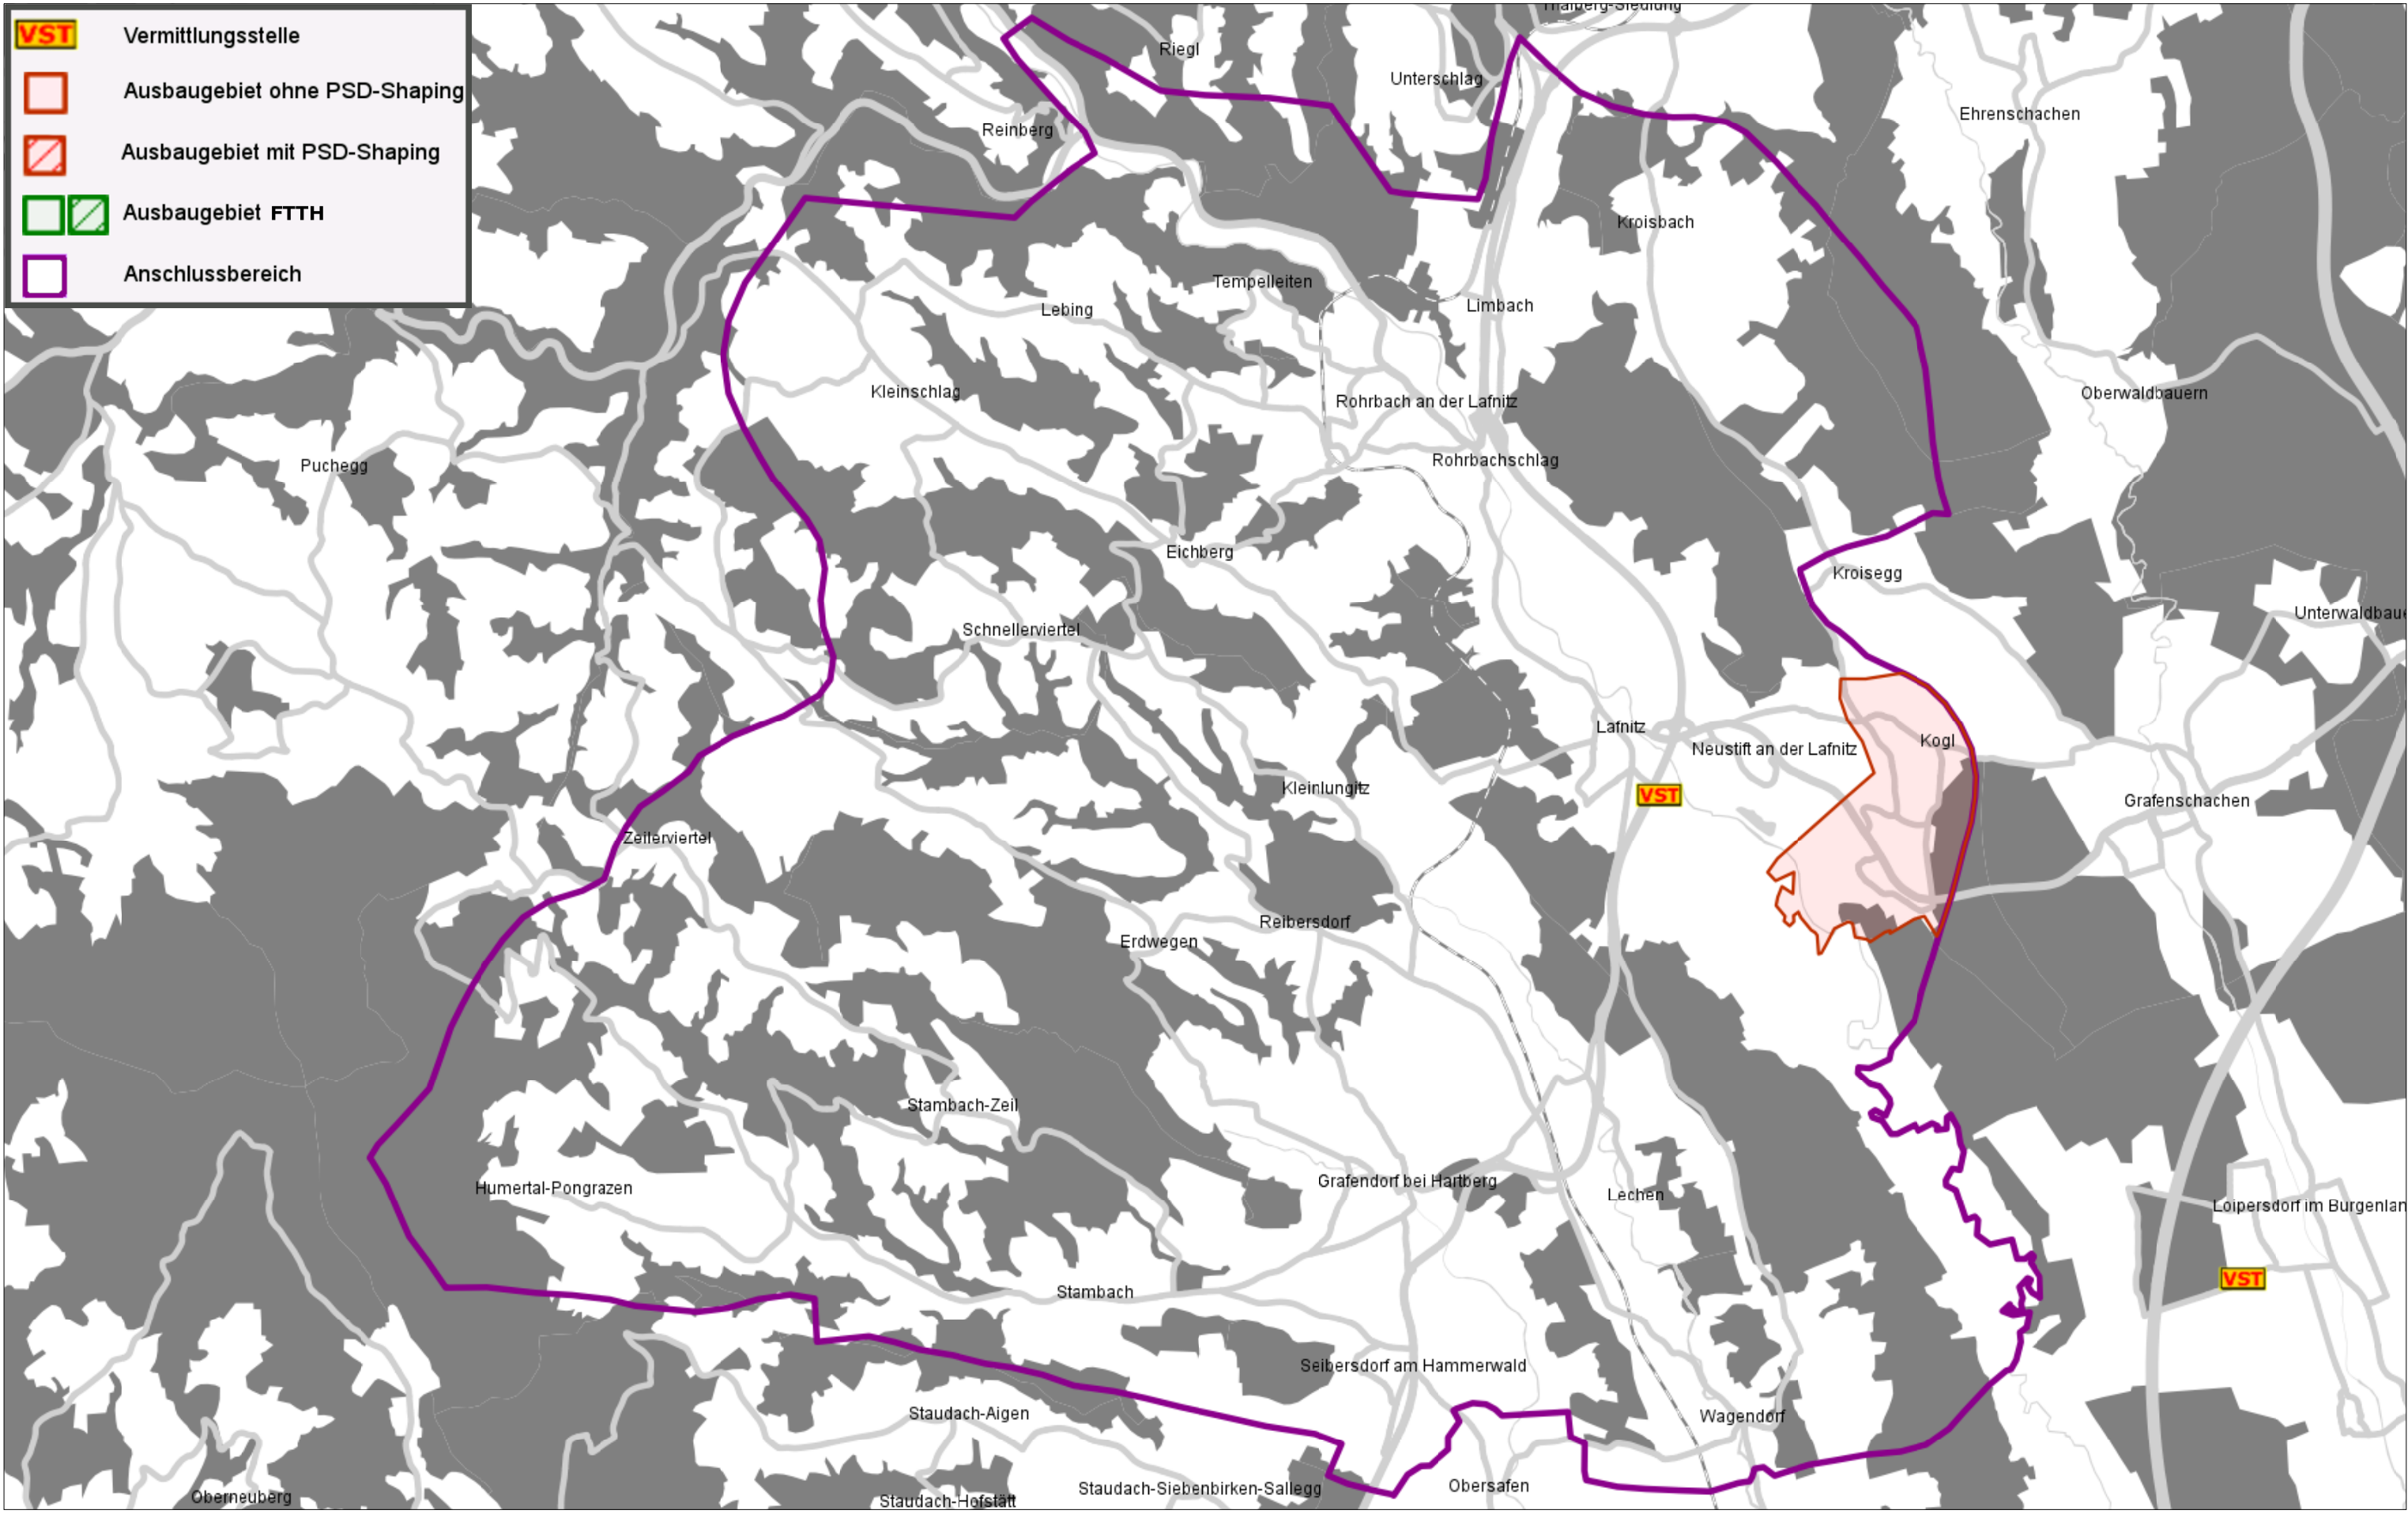 VST Vermittlungsstelle
Ausbaugebiet ohne PSD-Shaping
Ausbaugebiet mit PSD-Shaping
Ausbaugebiet FTTH
Anschlussbereich
Thalberg-Siedlung
Riegl
Unterschlag
Ehrenschachen
Reinberg
Kroisbach
Tempelleiten
Limbach
Lebing
Kleinschlag
Oberwaldbauern
Rohrbach an der Lafnitz
Rohrbachschlag
Puchegg
Eichberg
Kroisegg
Unterwaldbaue
Schnellerviertel
Lafnitz
Neustift an der Lafnitz
Kogl
Kleinlungitz
VST
Grafenschachen
Zeilerviertel
Reibersdorf
Erdwegen
Stambach-Zeil
Humertal-Pongrazen
Grafendorf bei Hartberg
Lechen
Loipersdorf im Burgenlan
VST
Stambach
Seibersdorf am Hammerwald
Staudach-Aigen
Wagendorf
Oberneuberg
Staudach-Hofstätt
Staudach-Siebenbirken-Sallegg
Obersafen